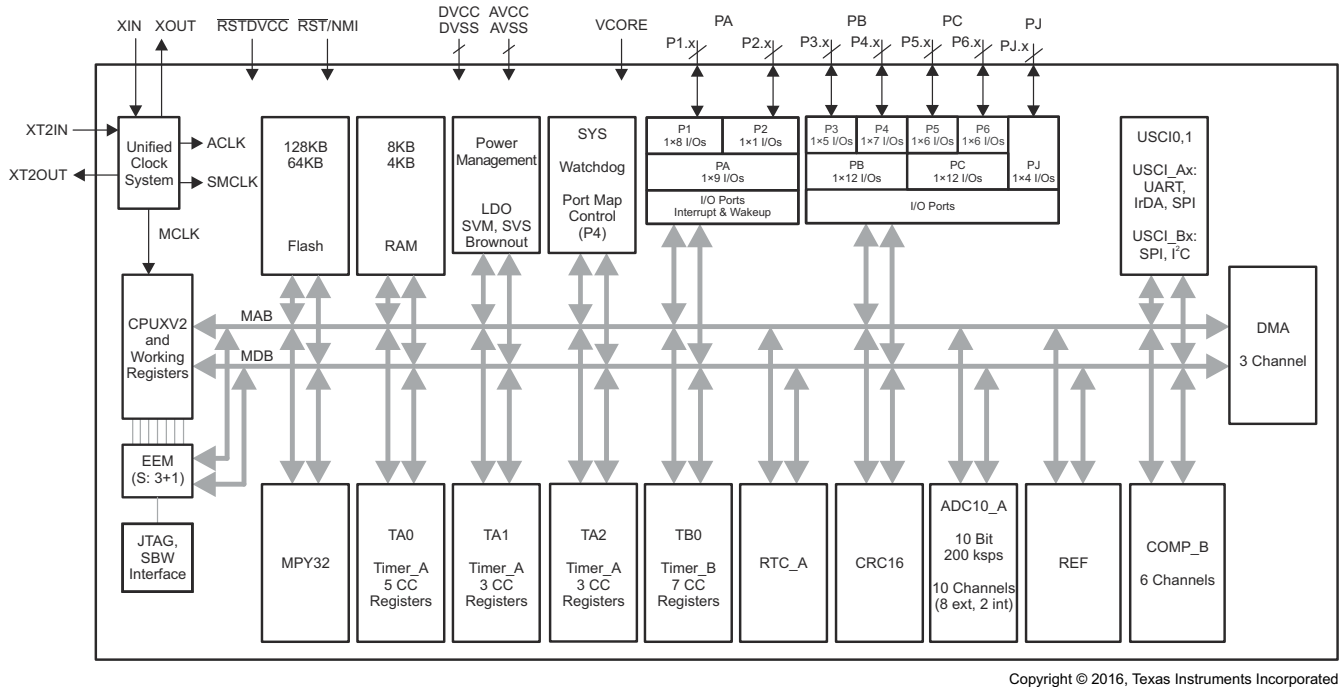 XIN XOUT RSTDVCC RST/NMI DVCC DVSS AVCC AVSS VCORE PA PB PC PJ
P1.x P2.x P3.x P4.x P5.x P6.x PJ.x
XT2IN
XT2OUT
Unified
Clock
System
ACLK
SMCLK
MCLK
128KB
64KB
Flash
8KB
4KB
RAM
Power
Management
LDO
SVM, SVS
Brownout
SYS
Watchdog
Port Map
Control
(P4)
P1
1×8 I/Os
P2
1×1 I/Os
PA
1×9 I/Os
I/O Ports
Interrupt & Wakeup
P3
1×5 I/Os
P4
1×7 I/Os
P5
1×6 I/Os
P6
1×6 I/Os
PB
1×12 I/Os
PC
1×12 I/Os
PJ
1×4 I/Os
I/O Ports
USCI0,1
USCI_Ax:
UART,
IrDA, SPI
USCI_Bx:
SPI, I²C
CPUXV2
and
Working
Registers
MAB
MDB
DMA
3 Channel
EEM
(S: 3+1)
JTAG,
SBW
Interface
MPY32
TA0
Timer_A
5 CC
Registers
TA1
Timer_A
3 CC
Registers
TA2
Timer_A
3 CC
Registers
TB0
Timer_B
7 CC
Registers
RTC_A
CRC16
ADC10_A
10 Bit
200 ksps
10 Channels
(8 ext, 2 int)
REF
COMP_B
6 Channels
Copyright © 2016, Texas Instruments Incorporated